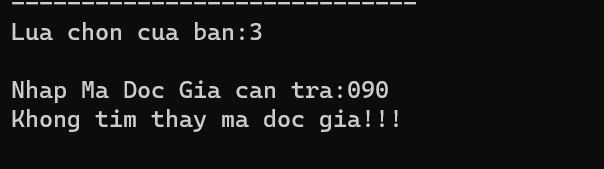 ----------------------------
Lua chon cua ban:3
Nhap Ma Doc Gia can tra:090
Khong tim thay ma doc gia!!!